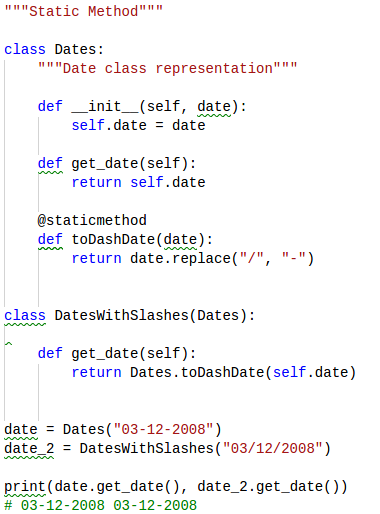 """Static Method"""
class Dates:
    """Date class representation"""
    def __init__(self, date):
        self.date = date
    def get_date(self):
        return self.date
    @staticmethod
    def toDashDate(date):
        return date.replace("/", "-")
class DatesWithSlashes(Dates):
    def get_date(self):
        return Dates.toDashDate(self.date)
date = Dates("03-12-2008")
date_2 = DatesWithSlashes("03/12/2008")
print(date.get_date(), date_2.get_date())
# 03-12-2008 03-12-2008